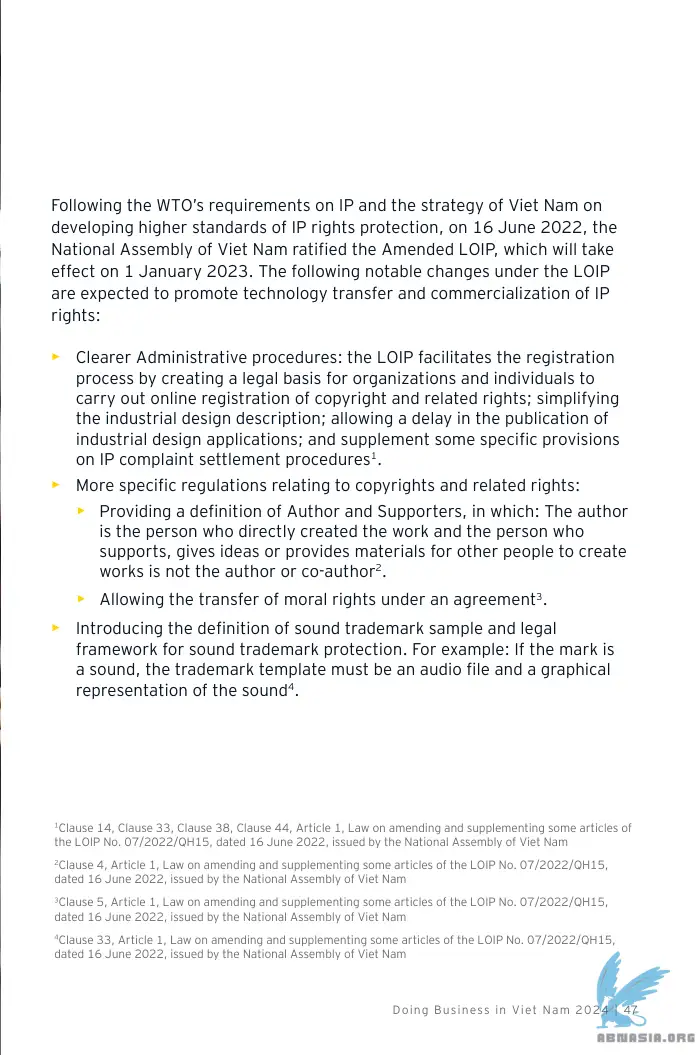 Following the WTO’s requirements on IP and the strategy of Viet Nam on
developing higher standards of IP rights protection, on 16 June 2022, the
National Assembly of Viet Nam ratified the Amended LOIP, which will take
effect on 1 January 2023. The following notable changes under the LOIP
are expected to promote technology transfer and commercialization of IP
rights:
► Clearer Administrative procedures: the LOIP facilitates the registration
process by creating a legal basis for organizations and individuals to
carry out online registration of copyright and related rights; simplifying
the industrial design description; allowing a delay in the publication of
industrial design applications; and supplement some specific provisions
on IP complaint settlement procedures¹.
► More specific regulations relating to copyrights and related rights:
► Providing a definition of Author and Supporters, in which: The author
is the person who directly created the work and the person who
supports, gives ideas or provides materials for other people to create
works is not the author or co-author².
► Allowing the transfer of moral rights under an agreement³.
► Introducing the definition of sound trademark sample and legal
framework for sound trademark protection. For example: If the mark is
a sound, the trademark template must be an audio file and a graphical
representation of the sound⁴.
¹Clause 14, Clause 33, Clause 38, Clause 44, Article 1, Law on amending and supplementing some articles of
the LOIP No. 07/2022/QH15, dated 16 June 2022, issued by the National Assembly of Viet Nam
²Clause 4, Article 1, Law on amending and supplementing some articles of the LOIP No. 07/2022/QH15,
dated 16 June 2022, issued by the National Assembly of Viet Nam
³Clause 5, Article 1, Law on amending and supplementing some articles of the LOIP No. 07/2022/QH15,
dated 16 June 2022, issued by the National Assembly of Viet Nam
⁴Clause 33, Article 1, Law on amending and supplementing some articles of the LOIP No. 07/2022/QH15,
dated 16 June 2022, issued by the National Assembly of Viet Nam
Doing Business in Viet Nam 2024 | 47
ABNASIA.ORG